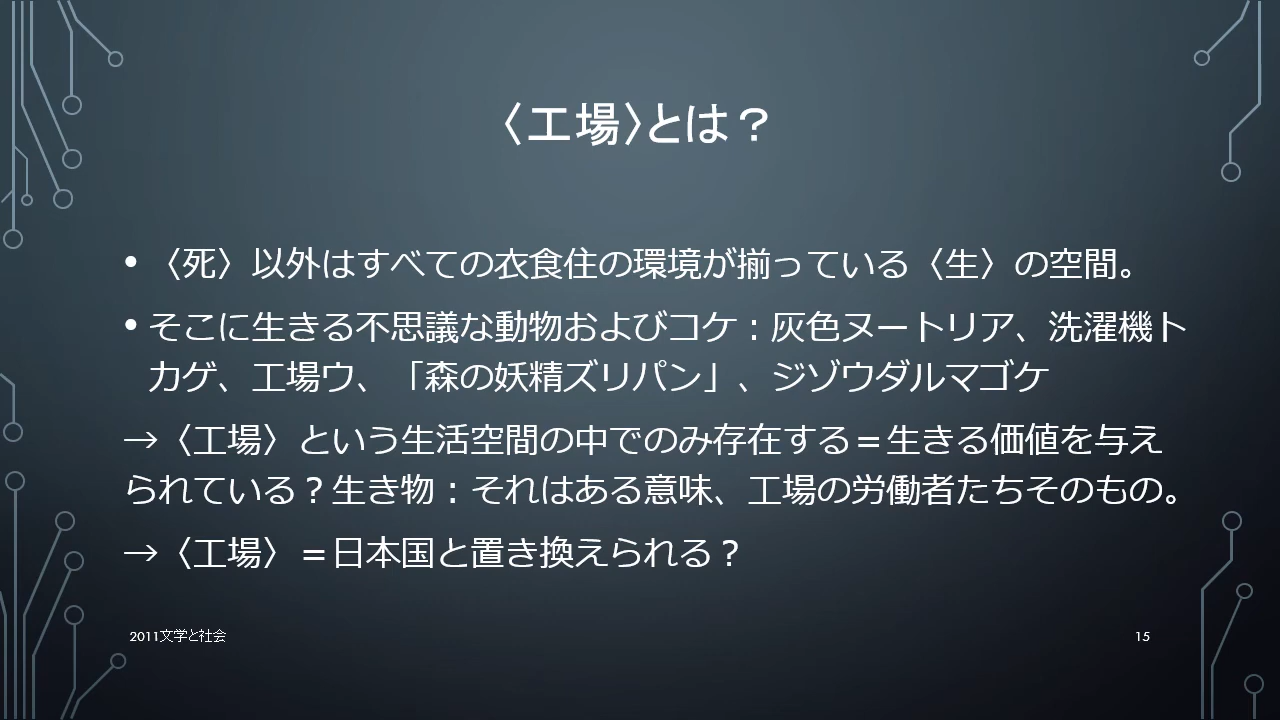 〈工場〉とは？
• 〈死〉以外はすべての衣食住の環境が揃っている〈生〉の空間。
• そこに生きる不思議な動物およびコケ：灰色ヌートリア、洗濯機ト
カゲ、工場ウ、「森の妖精ズリパン」、ジゾウダルマゴケ
→〈工場〉という生活空間の中でのみ存在する＝生きる価値を与え
られている？生き物：それはある意味、工場の労働者たちそのもの。
→〈工場〉＝日本国と置き換えられる？
2011文学と社会
15